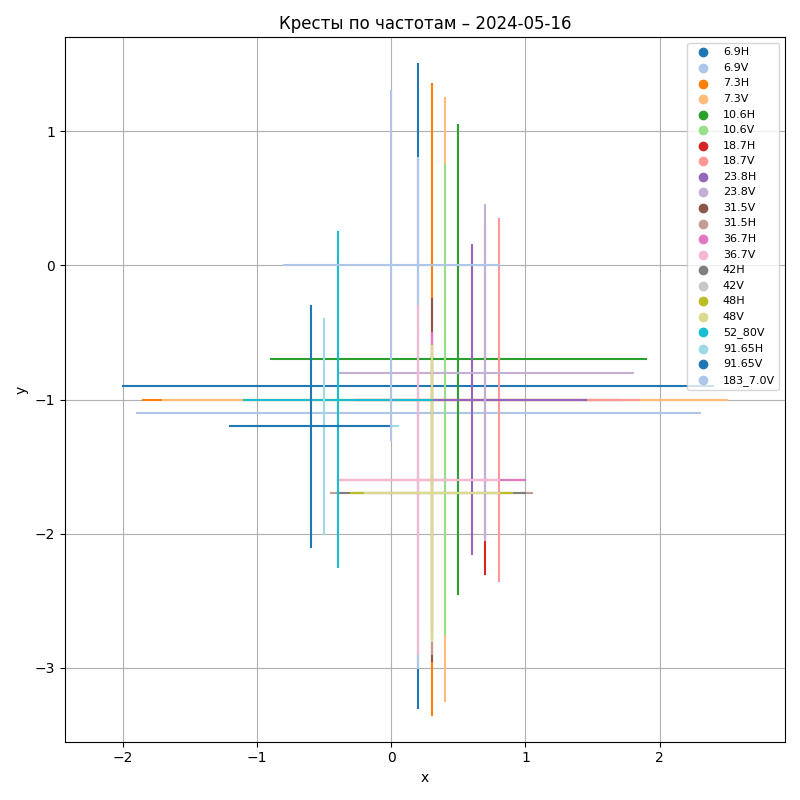 Кресты по частотам – 2024-05-16
6.9H
6.9V
7.3H
7.3V
10.6H
10.6V
18.7H
18.7V
23.8H
23.8V
31.5V
31.5H
36.7H
36.7V
42H
42V
48H
48V
52_80V
91.65H
91.65V
183_7.0V
1
0
−1
−2
−3
y
−2 −1 0 1 2
x